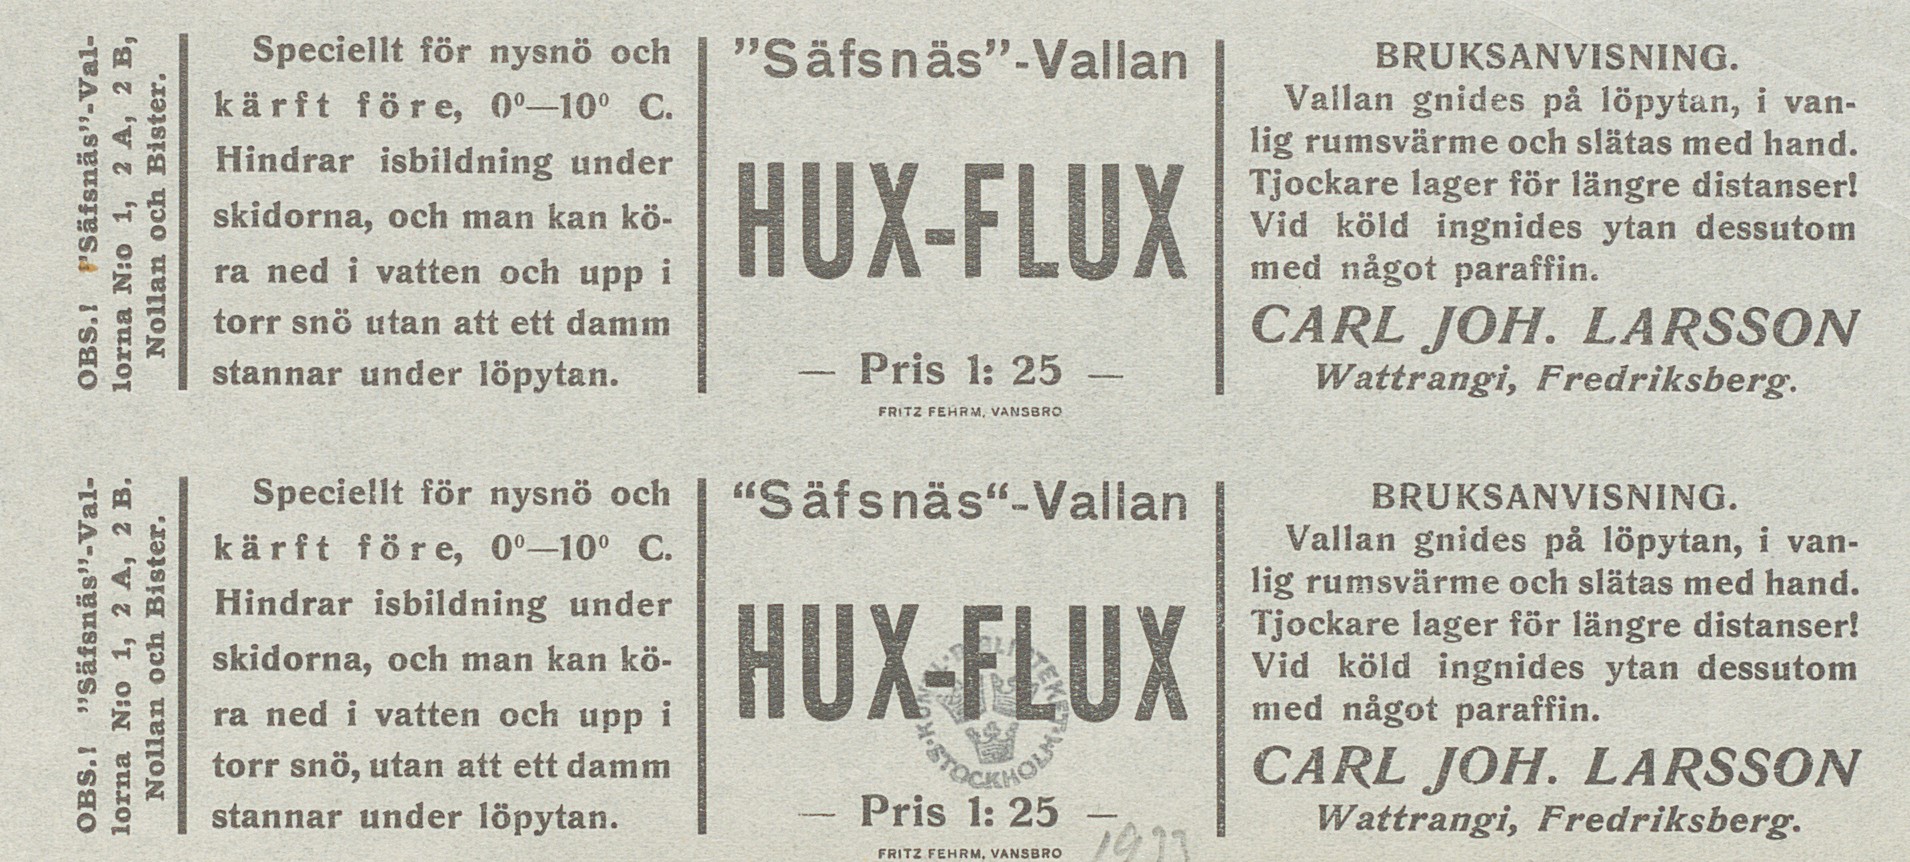 OBS.! "Säfsnäs"-Val-
lorna N:o 1, 2 A, 2 B,
Nollan och Bister.
Speciellt för nysnö och
kärft före, 0⁰—10⁰ C.
Hindrar isbildning under
skidorna, och man kan kö-
ra ned i vatten och upp i
torr snö utan att ett damm
stannar under löpytan.
"Säfsnäs"-Vallan
HUX-FLUX
— Pris 1: 25 —
FRITZ FEHRM, VANSBRO
BRUKSANVISNING.
Vallan gnides på löpytan, i van-
lig rumsvärme och slätas med hand.
Tjockare lager för längre distanser!
Vid köld ingnides ytan dessutom
med något paraffin.
CARL JOH. LARSSON
Wattrangi, Fredriksberg.
OBS.! "Säfsnäs"-Val-
lorna N:o 1, 2 A, 2 B.
Nollan och Bister.
Speciellt för nysnö och
kärft före, 0⁰—10⁰ C.
Hindrar isbildning under
skidorna, och man kan kö-
ra ned i vatten och upp i
torr snö, utan att ett damm
stannar under löpytan.
“Säfsnäs“-Vallan
HUX-FLUX
KUNGL. BIBLIOTEKET
STOCKHOLM
— Pris 1: 25 —
FRITZ FEHRM, VANSBRO
BRUKSANVISNING.
Vallan gnides på löpytan, i van-
lig rumsvärme och slätas med hand.
Tjockare lager för längre distanser!
Vid köld ingnides ytan dessutom
med något paraffin.
CARL JOH. LARSSON
Wattrangi, Fredriksberg.